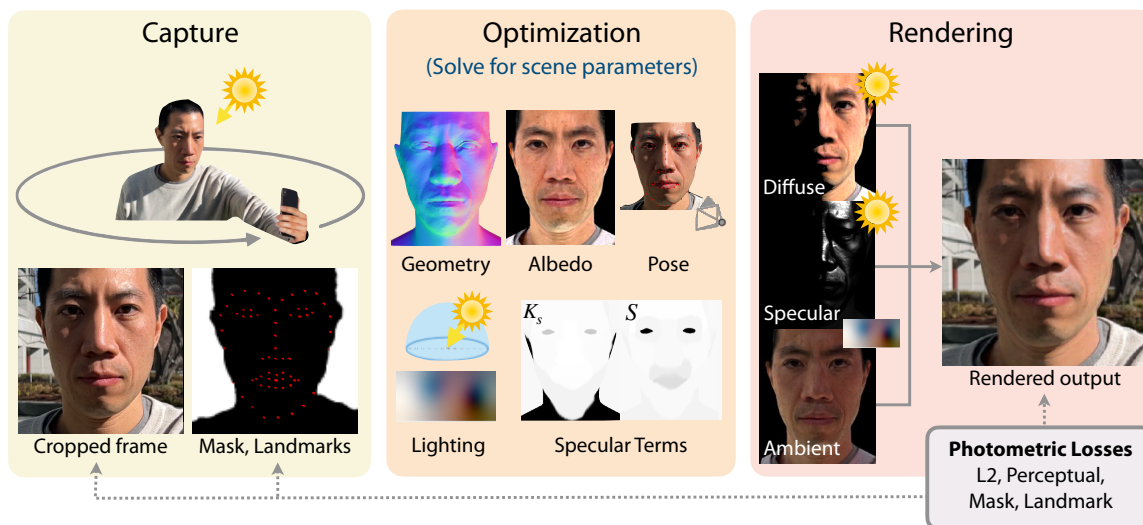 Capture
Cropped frame
Mask, Landmarks
Optimization
(Solve for scene parameters)
Geometry
Albedo
Pose
Lighting
K_s
S
Specular Terms
Rendering
Diffuse
Specular
Ambient
Rendered output
Photometric Losses
L2, Perceptual,
Mask, Landmark